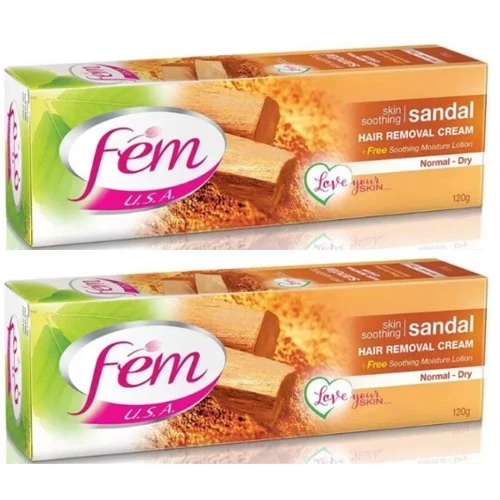 fem
U.S.A.
skin
soothing
sandal
HAIR REMOVAL CREAM
+Free Soothing Moisture Lotion
Normal - Dry
Love your
SKIN...
120g
fem
U.S.A.
skin
soothing
sandal
HAIR REMOVAL CREAM
+Free Soothing Moisture Lotion
Normal - Dry
Love your
SKIN...
120g